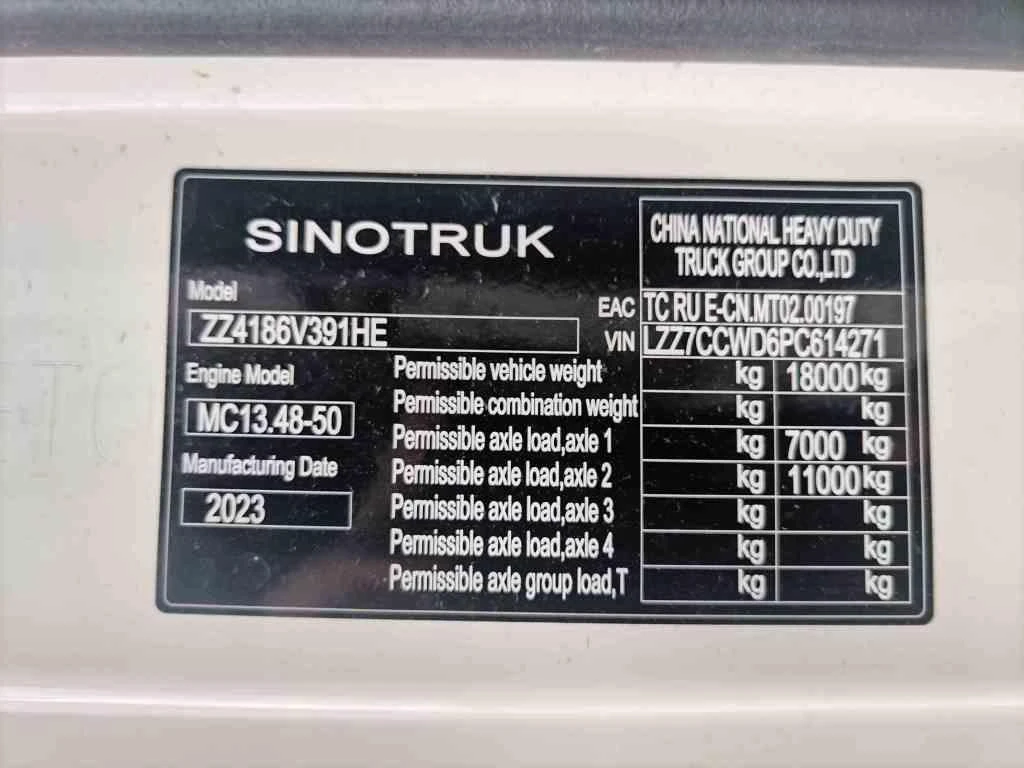 SINOTRUK
CHINA NATIONAL HEAVY DUTY
TRUCK GROUP CO.,LTD
Model
ZZ4186V391HE
EAC TC RU E-CN.MT02.00197
VIN LZZ7CCWD6PC614271
Engine Model
MC13.48-50
Manufacturing Date
2023
Permissible vehicle weight kg 18000 kg
Permissible combination weight kg kg
Permissible axle load,axle 1 kg 7000 kg
Permissible axle load,axle 2 kg 11000 kg
Permissible axle load,axle 3 kg kg
Permissible axle load,axle 4 kg kg
Permissible axle group load,T kg kg